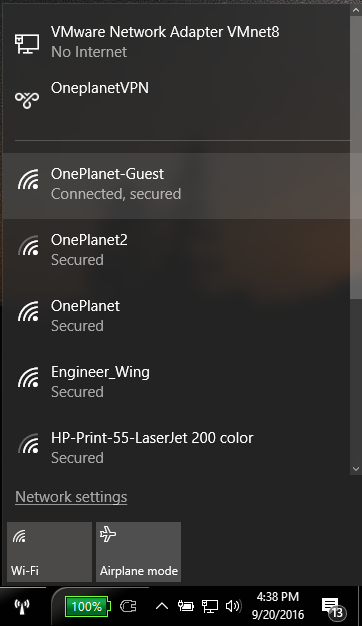 VMware Network Adapter VMnet8
No Internet
OneplanetVPN
OnePlanet-Guest
Connected, secured
OnePlanet2
Secured
OnePlanet
Secured
Engineer_Wing
Secured
HP-Print-55-LaserJet 200 color
Secured
Network settings
Wi-Fi
Airplane mode
100%
4:38 PM
9/20/2016
13